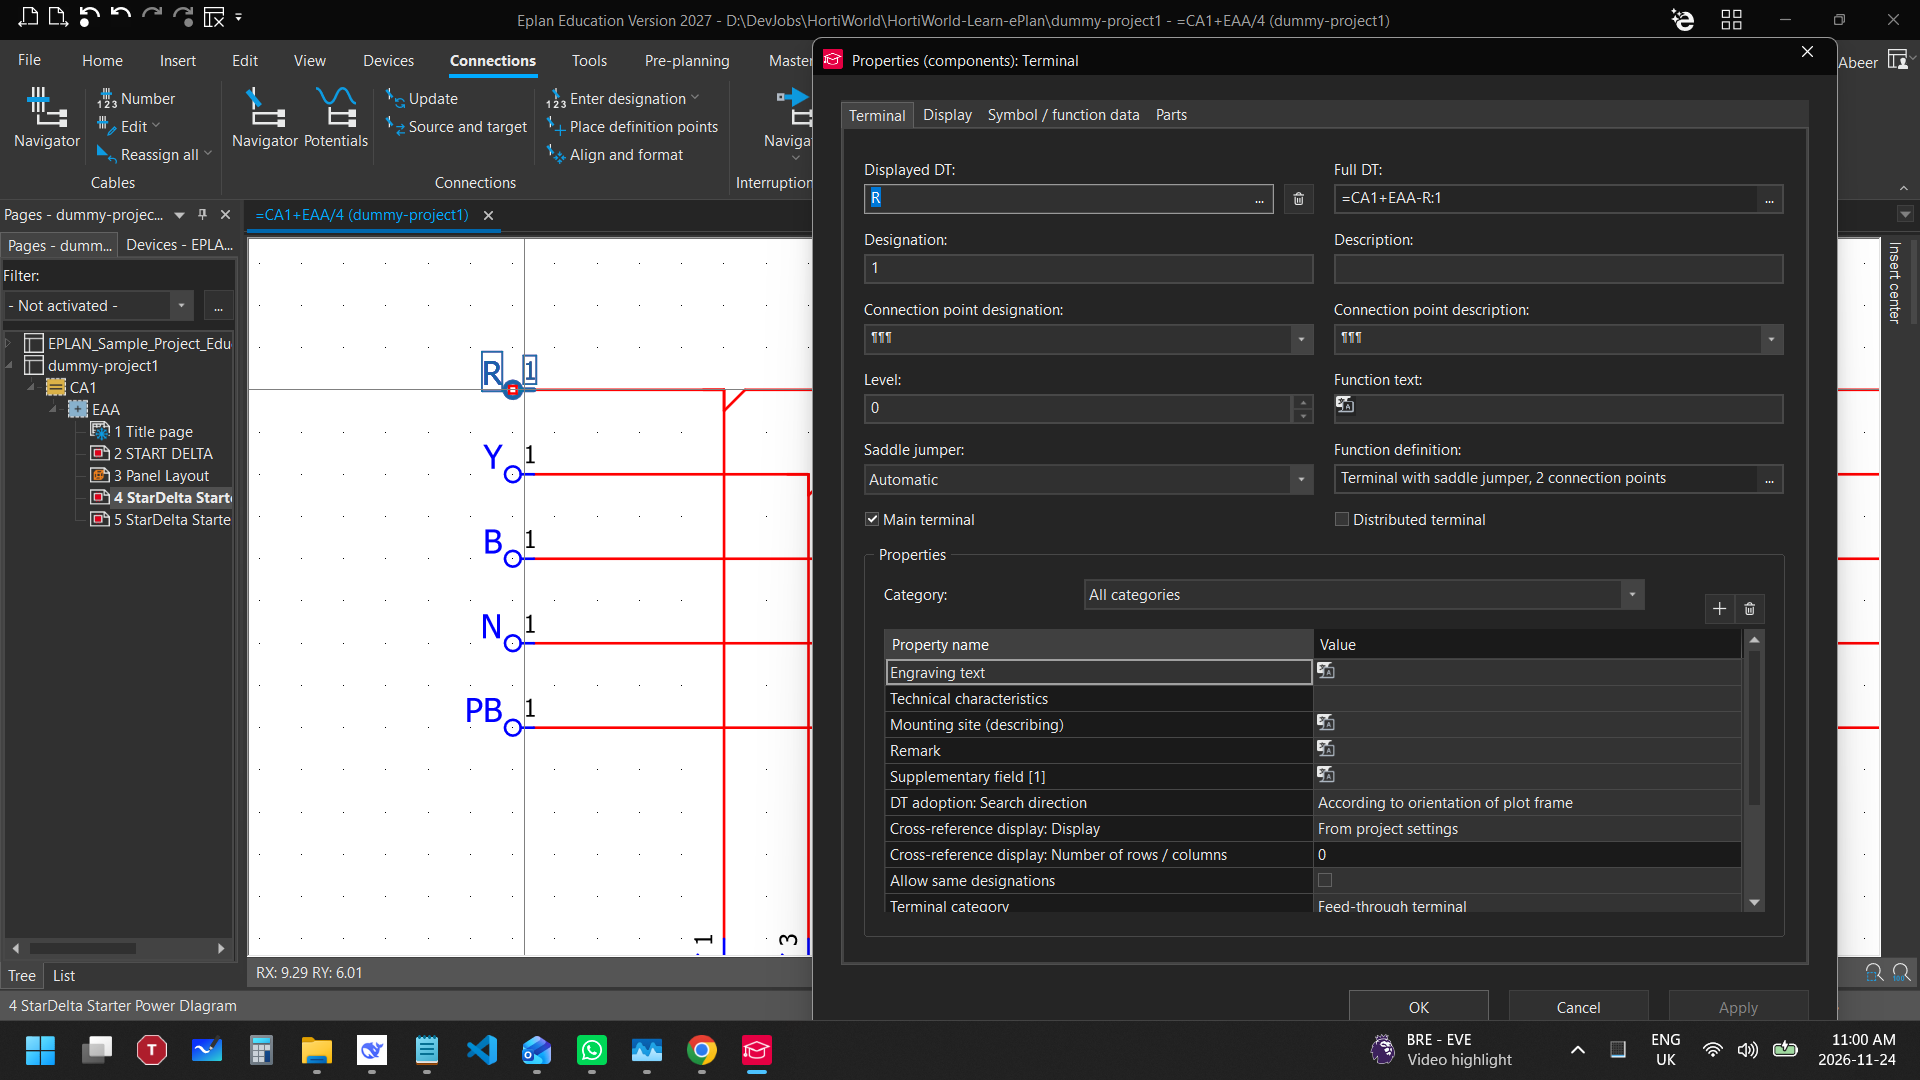 Eplan Education Version 2027 - D:\DevJobs\HortiWorld\HortiWorld-Learn-ePlan\dummy-project1 - =CA1+EAA/4 (dummy-project1)
File Home Insert Edit View Devices Connections Tools Pre-planning Master
Abeer
Navigator
Number
Edit
Reassign all
Cables
Navigator
Potentials
Update
Source and target
Enter designation
Place definition points
Align and format
Connections
Naviga
Interruption
Pages - dummy-projec...
Pages - dumm... Devices - EPLA...
Filter:
- Not activated -
...
EPLAN_Sample_Project_Edu
dummy-project1
CA1
EAA
1 Title page
2 START DELTA
3 Panel Layout
4 StarDelta Starte
5 StarDelta Starte
Tree List
=CA1+EAA/4 (dummy-project1)
R 1
Y 1
B 1
N 1
PB 1
1 3
RX: 9.29 RY: 6.01
4 StarDelta Starter Power DIagram
Insert center
Properties (components): Terminal
Terminal Display Symbol / function data Parts
Displayed DT: Full DT:
R ... =CA1+EAA-R:1 ...
Designation: Description:
1
Connection point designation: Connection point description:
¶¶¶ ¶¶¶
Level: Function text:
0
Saddle jumper: Function definition:
Automatic Terminal with saddle jumper, 2 connection points ...
Main terminal Distributed terminal
Properties
Category: All categories
Property name Value
Engraving text
Technical characteristics
Mounting site (describing)
Remark
Supplementary field [1]
DT adoption: Search direction According to orientation of plot frame
Cross-reference display: Display From project settings
Cross-reference display: Number of rows / columns 0
Allow same designations
Terminal category Feed-through terminal
OK Cancel Apply
BRE - EVE
Video highlight
ENG
UK
11:00 AM
2026-11-24